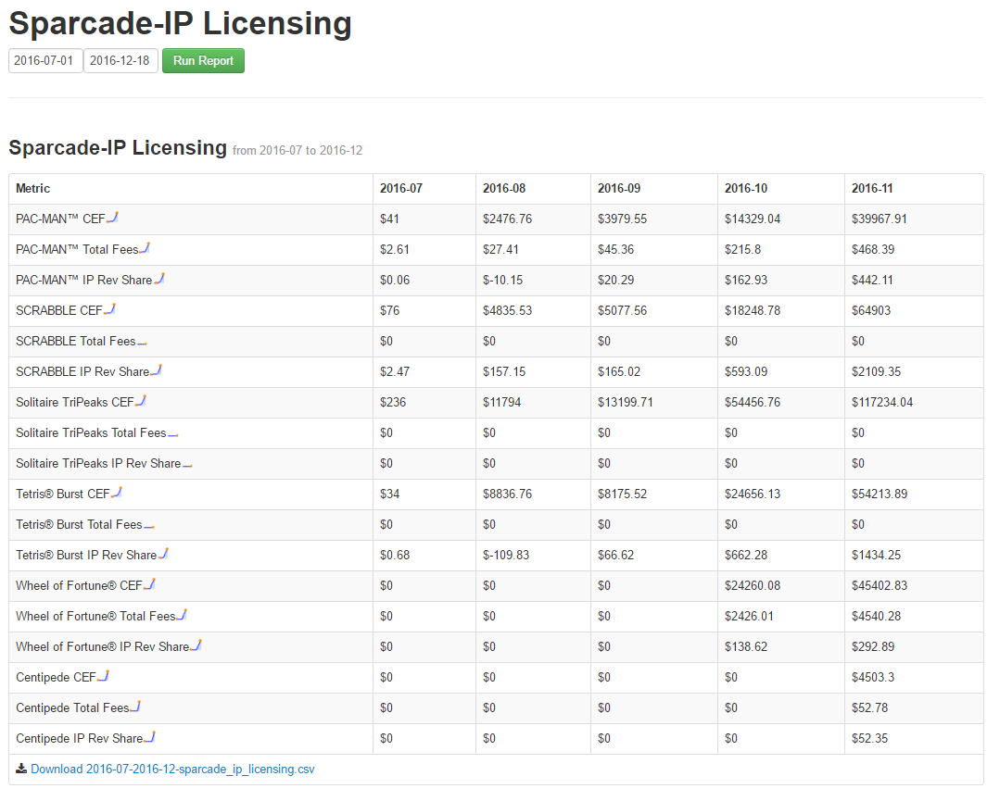 Sparcade-IP Licensing
2016-07-01 2016-12-18 Run Report
Sparcade-IP Licensing from 2016-07 to 2016-12
Metric 2016-07 2016-08 2016-09 2016-10 2016-11
PAC-MAN™ CEF $41 $2476.76 $3979.55 $14329.04 $39967.91
PAC-MAN™ Total Fees $2.61 $27.41 $45.36 $215.8 $468.39
PAC-MAN™ IP Rev Share $0.06 $-10.15 $20.29 $162.93 $442.11
SCRABBLE CEF $76 $4835.53 $5077.56 $18248.78 $64903
SCRABBLE Total Fees $0 $0 $0 $0 $0
SCRABBLE IP Rev Share $2.47 $157.15 $165.02 $593.09 $2109.35
Solitaire TriPeaks CEF $236 $11794 $13199.71 $54456.76 $117234.04
Solitaire TriPeaks Total Fees $0 $0 $0 $0 $0
Solitaire TriPeaks IP Rev Share $0 $0 $0 $0 $0
Tetris® Burst CEF $34 $8836.76 $8175.52 $24656.13 $54213.89
Tetris® Burst Total Fees $0 $0 $0 $0 $0
Tetris® Burst IP Rev Share $0.68 $-109.83 $66.62 $662.28 $1434.25
Wheel of Fortune® CEF $0 $0 $0 $24260.08 $45402.83
Wheel of Fortune® Total Fees $0 $0 $0 $2426.01 $4540.28
Wheel of Fortune® IP Rev Share $0 $0 $0 $138.62 $292.89
Centipede CEF $0 $0 $0 $0 $4503.3
Centipede Total Fees $0 $0 $0 $0 $52.78
Centipede IP Rev Share $0 $0 $0 $0 $52.35
Download 2016-07-2016-12-sparcade_ip_licensing.csv